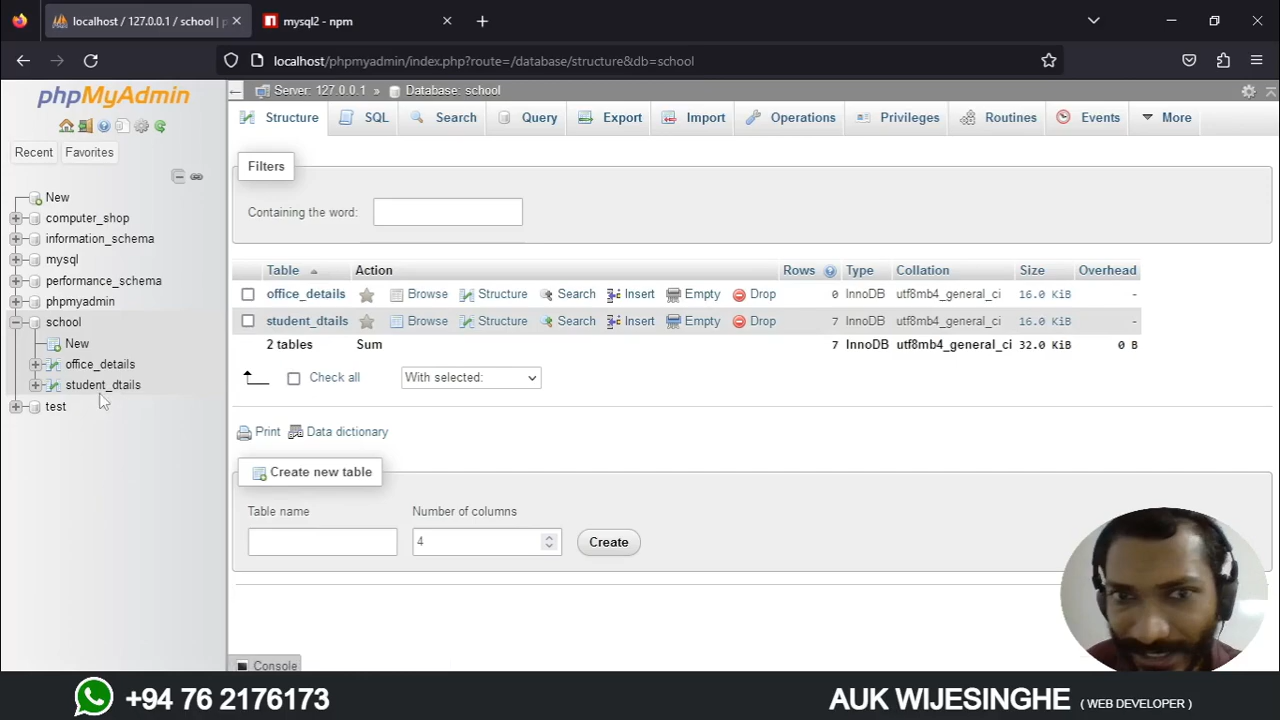 localhost / 127.0.0.1 / school | p
mysql2 - npm
localhost/phpmyadmin/index.php?route=/database/structure&db=school
phpMyAdmin
Recent
Favorites
New
computer_shop
information_schema
mysql
performance_schema
phpmyadmin
school
New
office_details
student_dtails
test
Server: 127.0.0.1 » Database: school
Structure SQL Search Query Export Import Operations Privileges Routines Events More
Filters
Containing the word:
Table Action Rows Type Collation Size Overhead
office_details Browse Structure Search Insert Empty Drop 0 InnoDB utf8mb4_general_ci 16.0 KiB -
student_dtails Browse Structure Search Insert Empty Drop 7 InnoDB utf8mb4_general_ci 16.0 KiB -
2 tables Sum 7 InnoDB utf8mb4_general_ci 32.0 KiB 0 B
Check all With selected:
Print Data dictionary
Create new table
Table name Number of columns
4 Create
Console
+94 76 2176173
AUK WIJESINGHE ( WEB DEVELOPER )